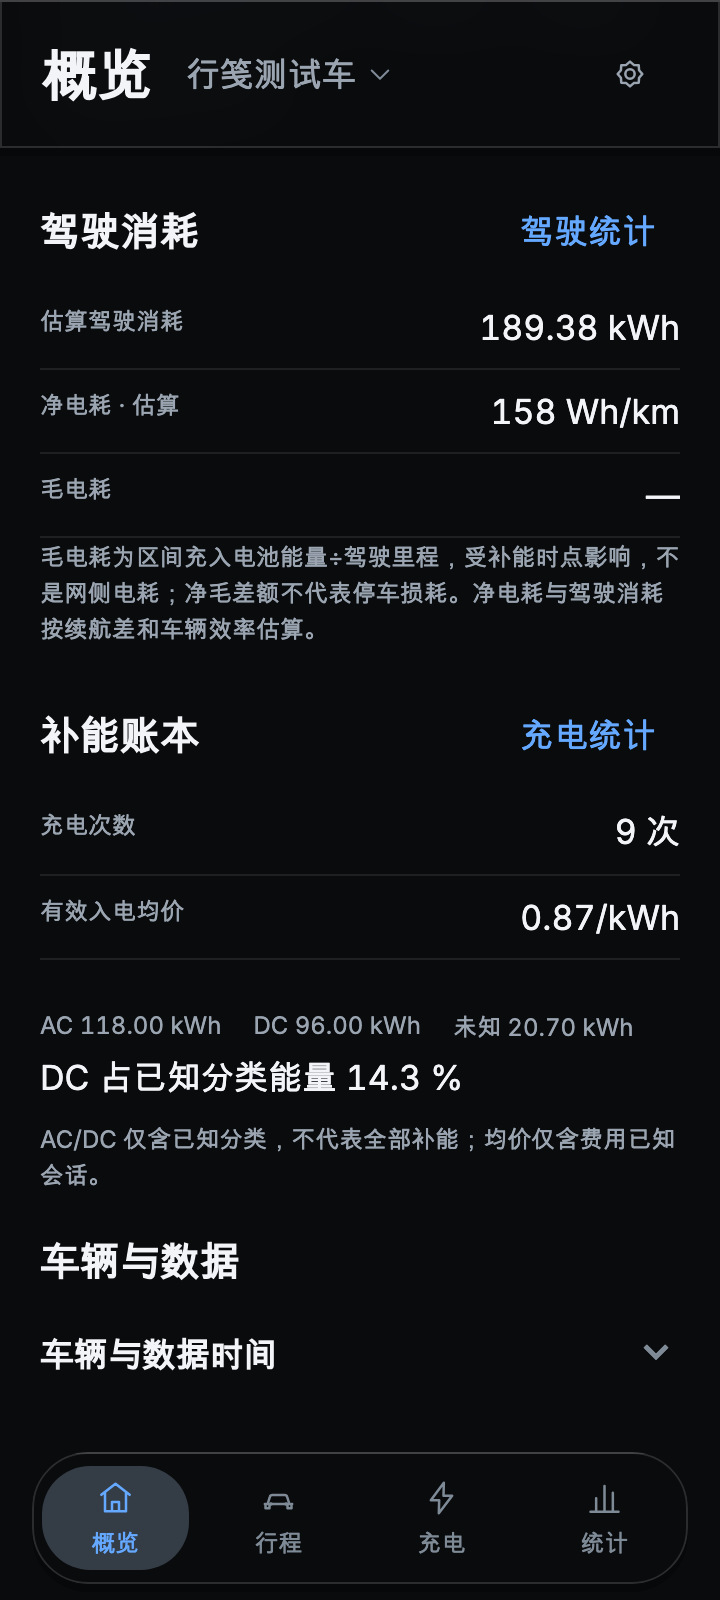 概览 行笺测试车
驾驶消耗 驾驶统计
估算驾驶消耗 189.38 kWh
净电耗 · 估算 158 Wh/km
毛电耗 —
毛电耗为区间充入电池能量÷驾驶里程，受补能时点影响，不
是网侧电耗；净毛差额不代表停车损耗。净电耗与驾驶消耗
按续航差和车辆效率估算。
补能账本 充电统计
充电次数 9 次
有效入电均价 0.87/kWh
AC 118.00 kWh DC 96.00 kWh 未知 20.70 kWh
DC 占已知分类能量 14.3 %
AC/DC 仅含已知分类，不代表全部补能；均价仅含费用已知
会话。
车辆与数据
车辆与数据时间
概览 行程 充电 统计